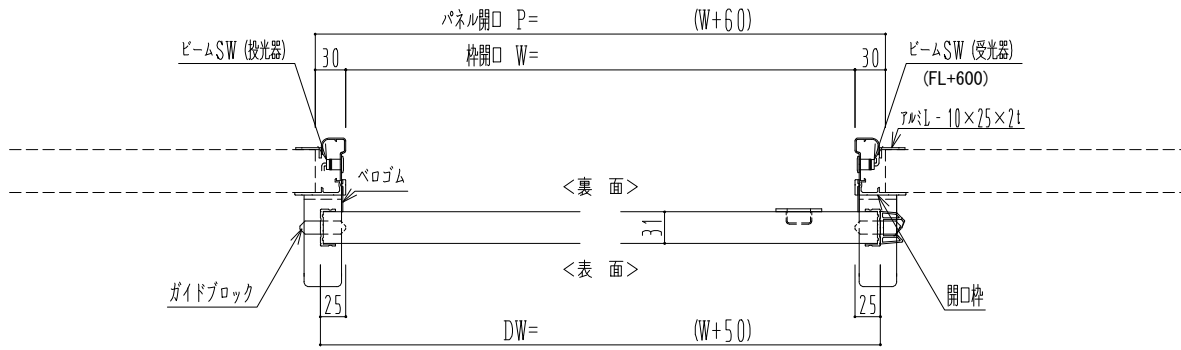 パネル開口 P= (W+60)
ビームSW (投光器)
30
枠開口 W=
30
ビームSW (受光器)
(FL+600)
アルミL - 10×25×2t
ベロゴム
<裏 面>
31
<表 面>
ガイドブロック
25
25
開口枠
DW= (W+50)